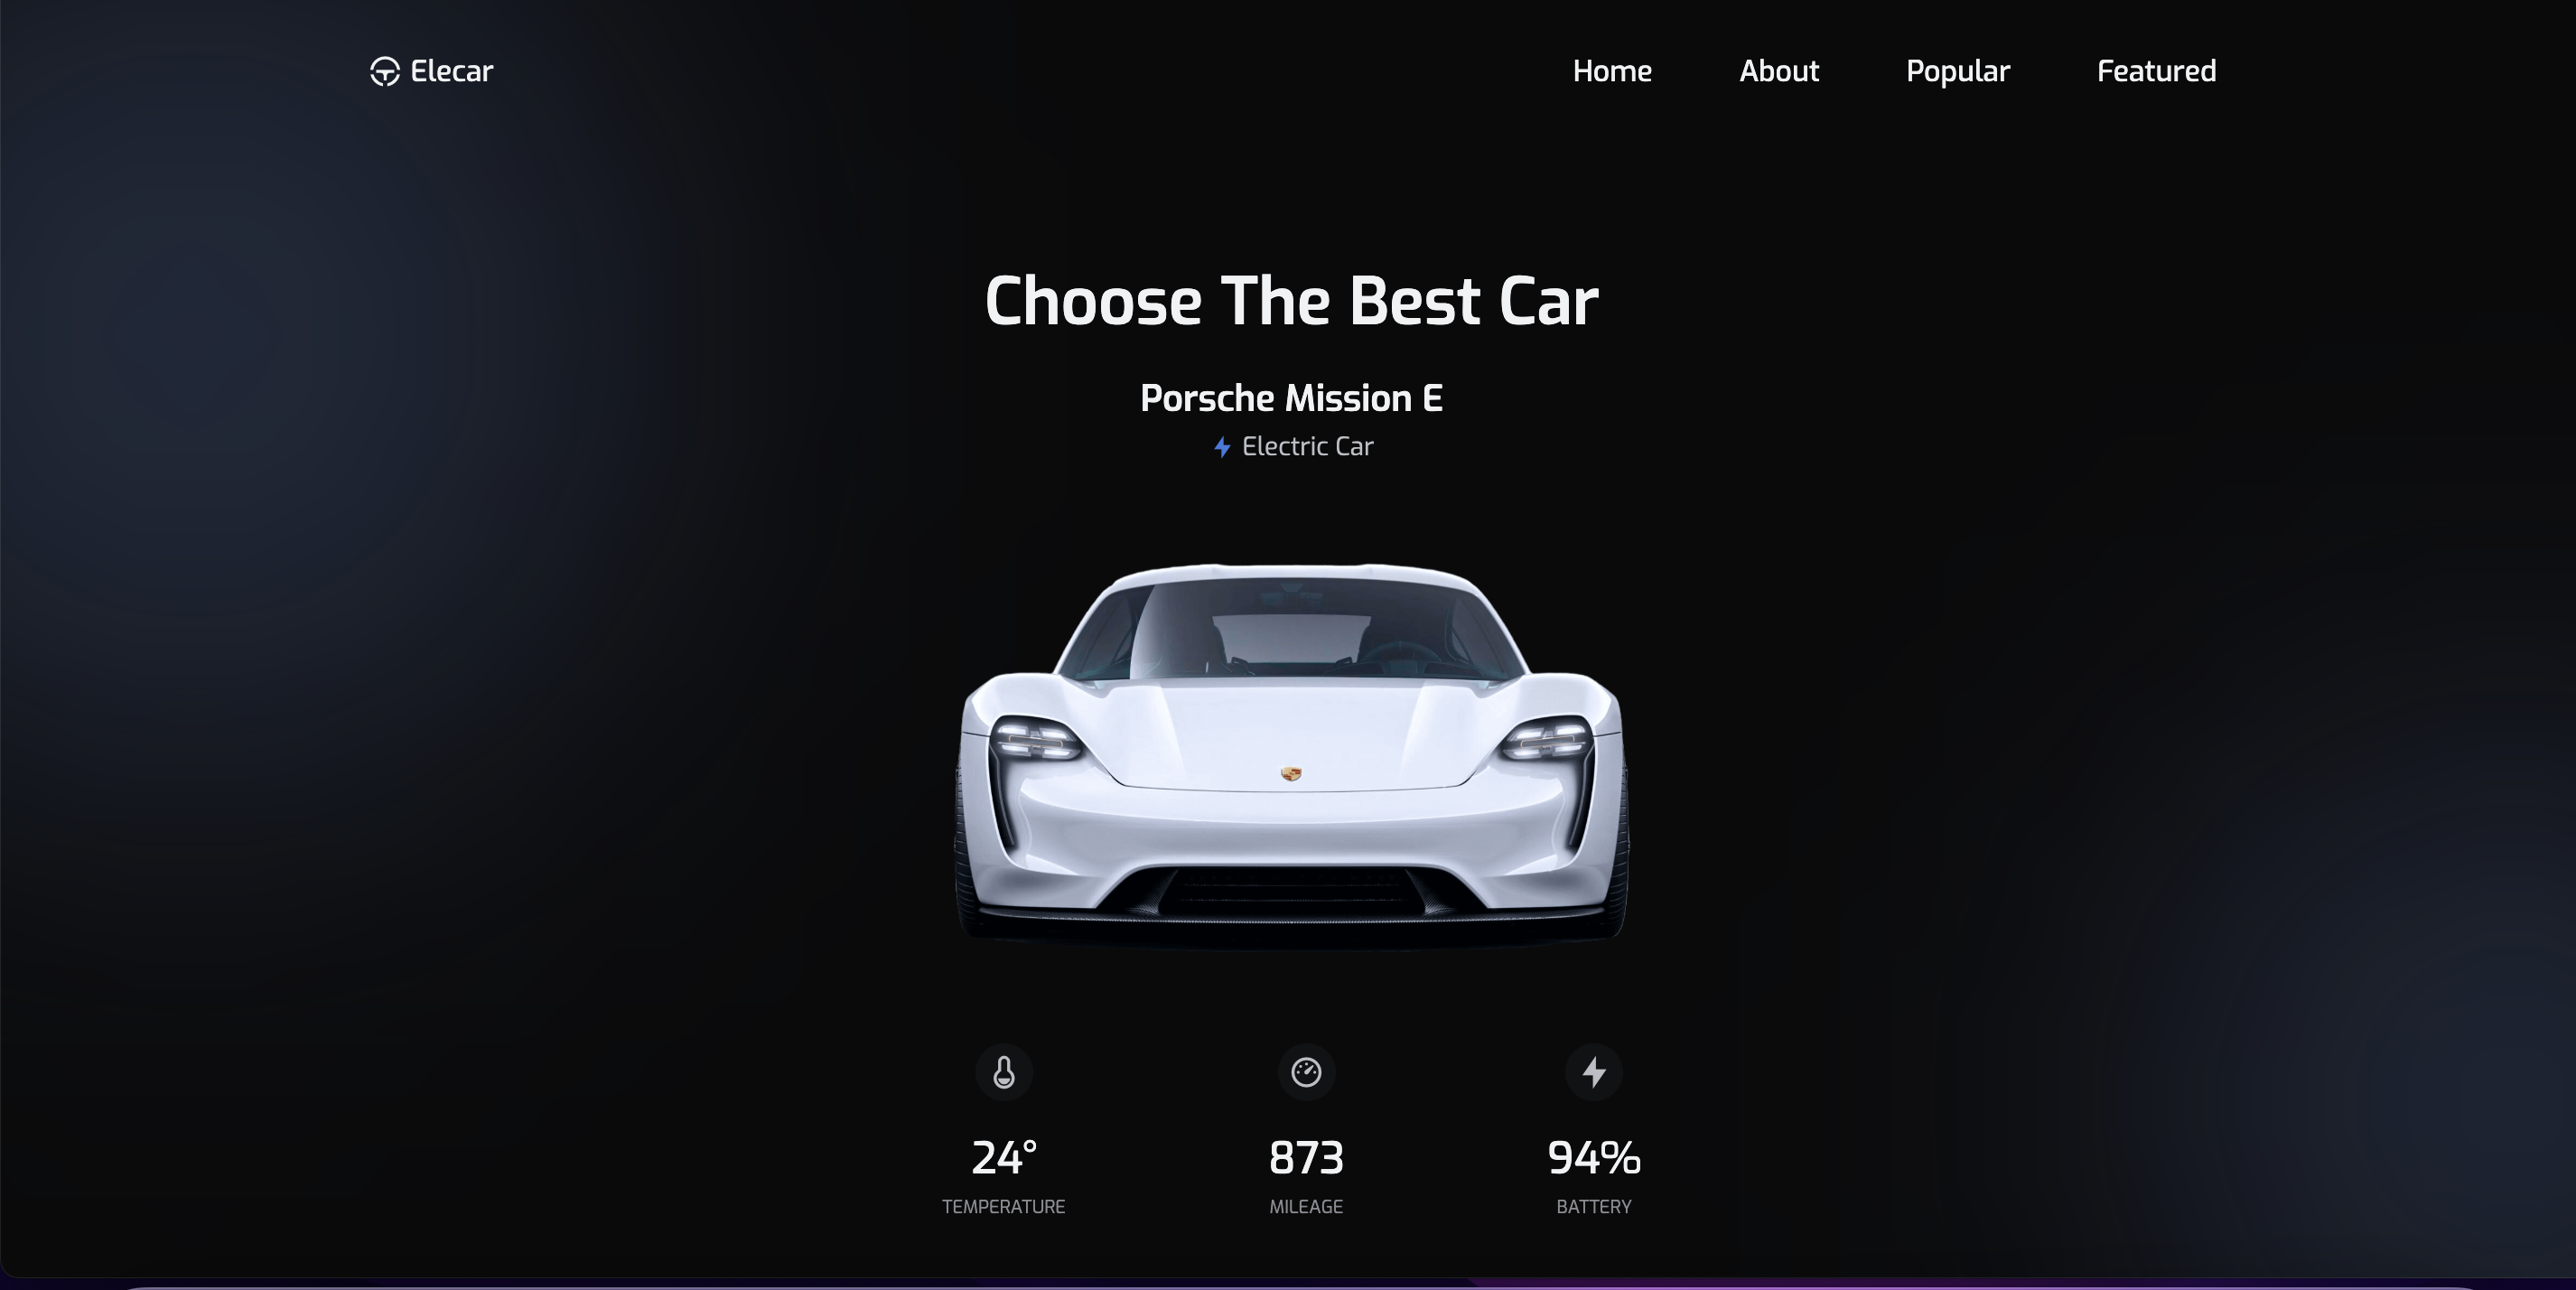 Elecar
Home About Popular Featured
Choose The Best Car
Porsche Mission E
Electric Car
24° 873 94%
TEMPERATURE MILEAGE BATTERY